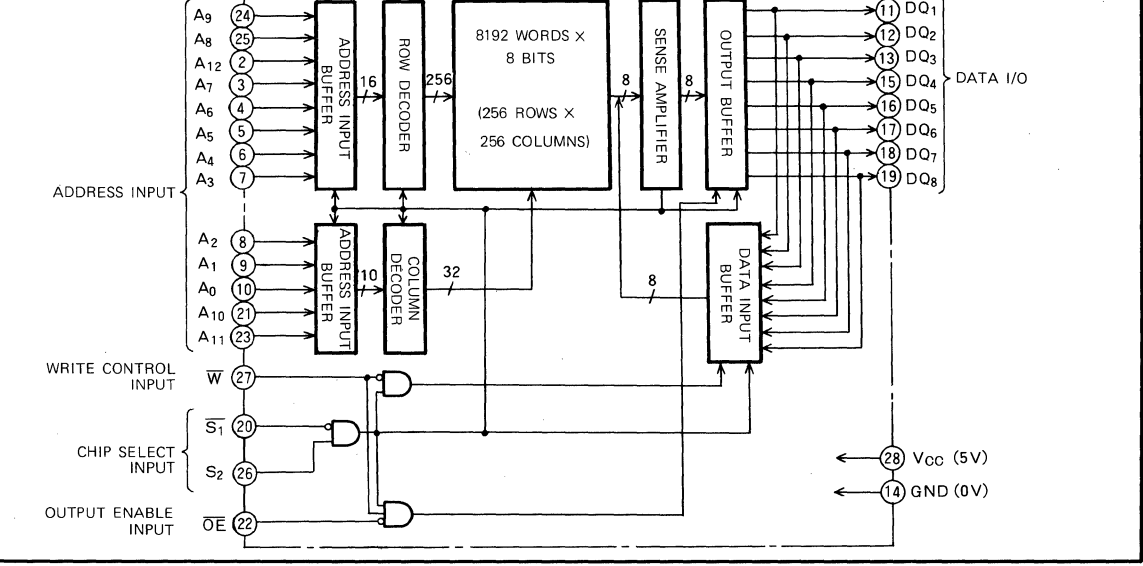 A9 24
A8 25
A12 2
A7 3
A6 4
A5 5
A4 6
A3 7
ADDRESS INPUT
A2 8
A1 9
A0 10
A10 21
A11 23
ADDRESS INPUT
BUFFER
16
ROW DECODER
256
8192 WORDS ×
8 BITS
(256 ROWS ×
256 COLUMNS)
8
SENSE AMPLIFIER
8
OUTPUT BUFFER
11 DQ1
12 DQ2
13 DQ3
15 DQ4
16 DQ5
17 DQ6
18 DQ7
19 DQ8
DATA I/O
ADDRESS INPUT
BUFFER
10
COLUMN
DECODER
32
8
DATA INPUT
BUFFER
WRITE CONTROL
INPUT
W̅ 27
CHIP SELECT
INPUT
S̅1̅ 20
S2 26
OUTPUT ENABLE
INPUT
O̅E̅ 22
28 VCC (5V)
14 GND (0V)